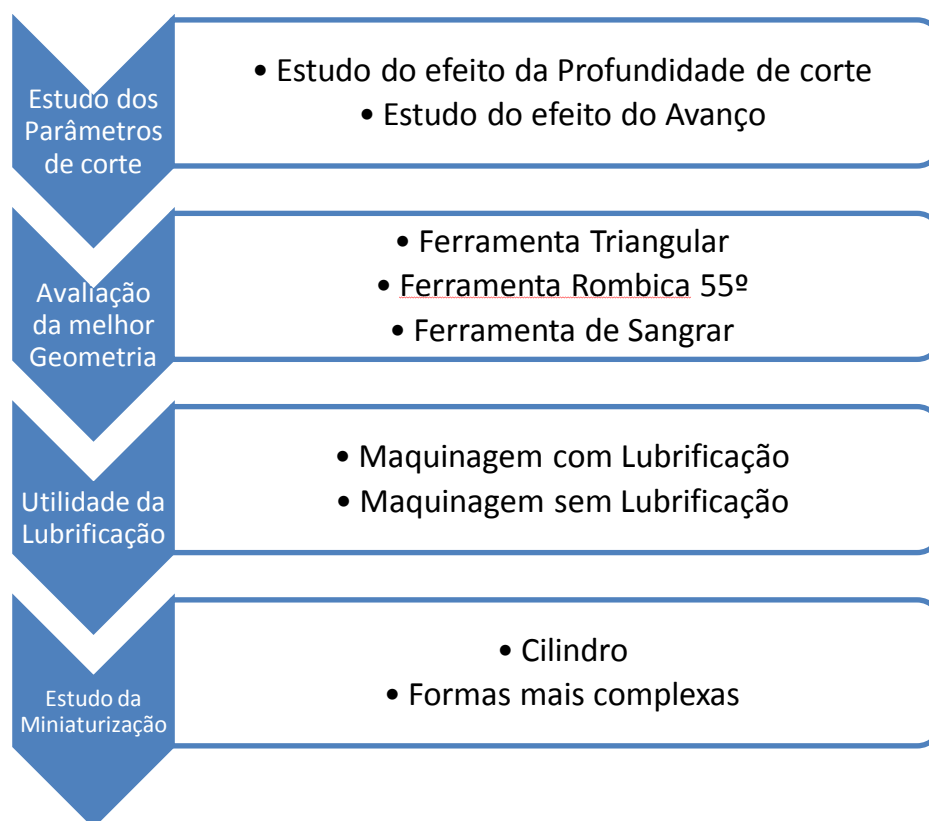 Estudo dos
Parâmetros
de corte
• Estudo do efeito da Profundidade de corte
• Estudo do efeito do Avanço
Avaliação
da melhor
Geometria
• Ferramenta Triangular
• Ferramenta Rombica 55º
• Ferramenta de Sangrar
Utilidade da
Lubrificação
• Maquinagem com Lubrificação
• Maquinagem sem Lubrificação
Estudo da
Miniaturização
• Cilindro
• Formas mais complexas